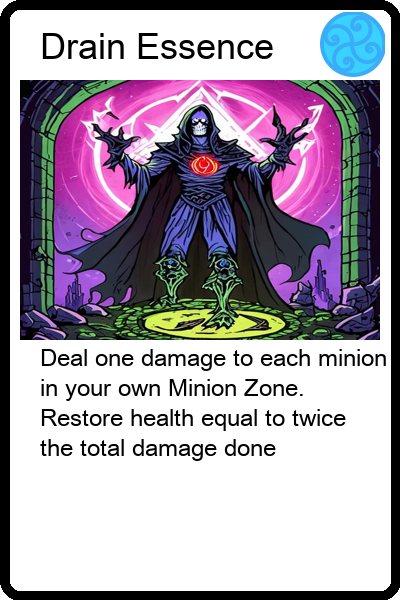 Drain Essence
Deal one damage to each minion
in your own Minion Zone.
Restore health equal to twice
the total damage done